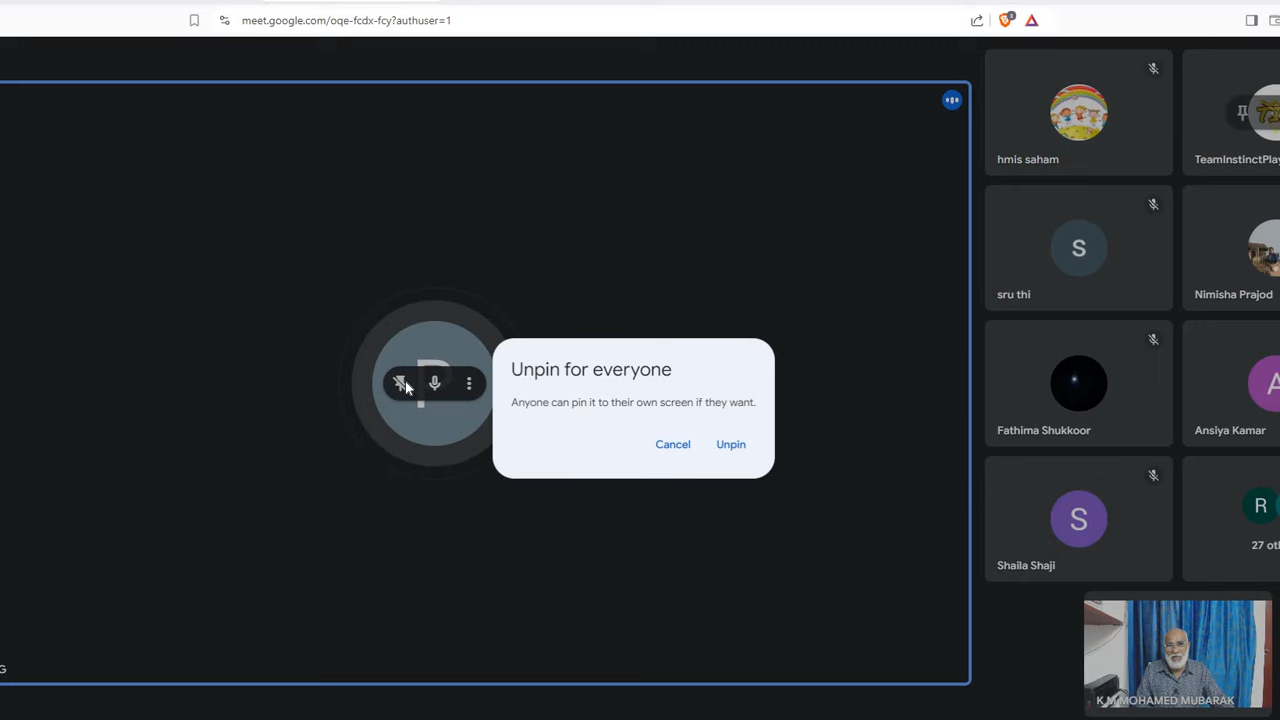 meet.google.com/oqe-fcdx-fcy?authuser=1
hmis saham
TeamInstinctPla
S
sru thi
Nimisha Prajod
P
Unpin for everyone
Anyone can pin it to their own screen if they want.
Cancel
Unpin
Fathima Shukkoor
A
Ansiya Kamar
S
Shaila Shaji
R
27 oth
G
K M MOHAMED MUBARAK